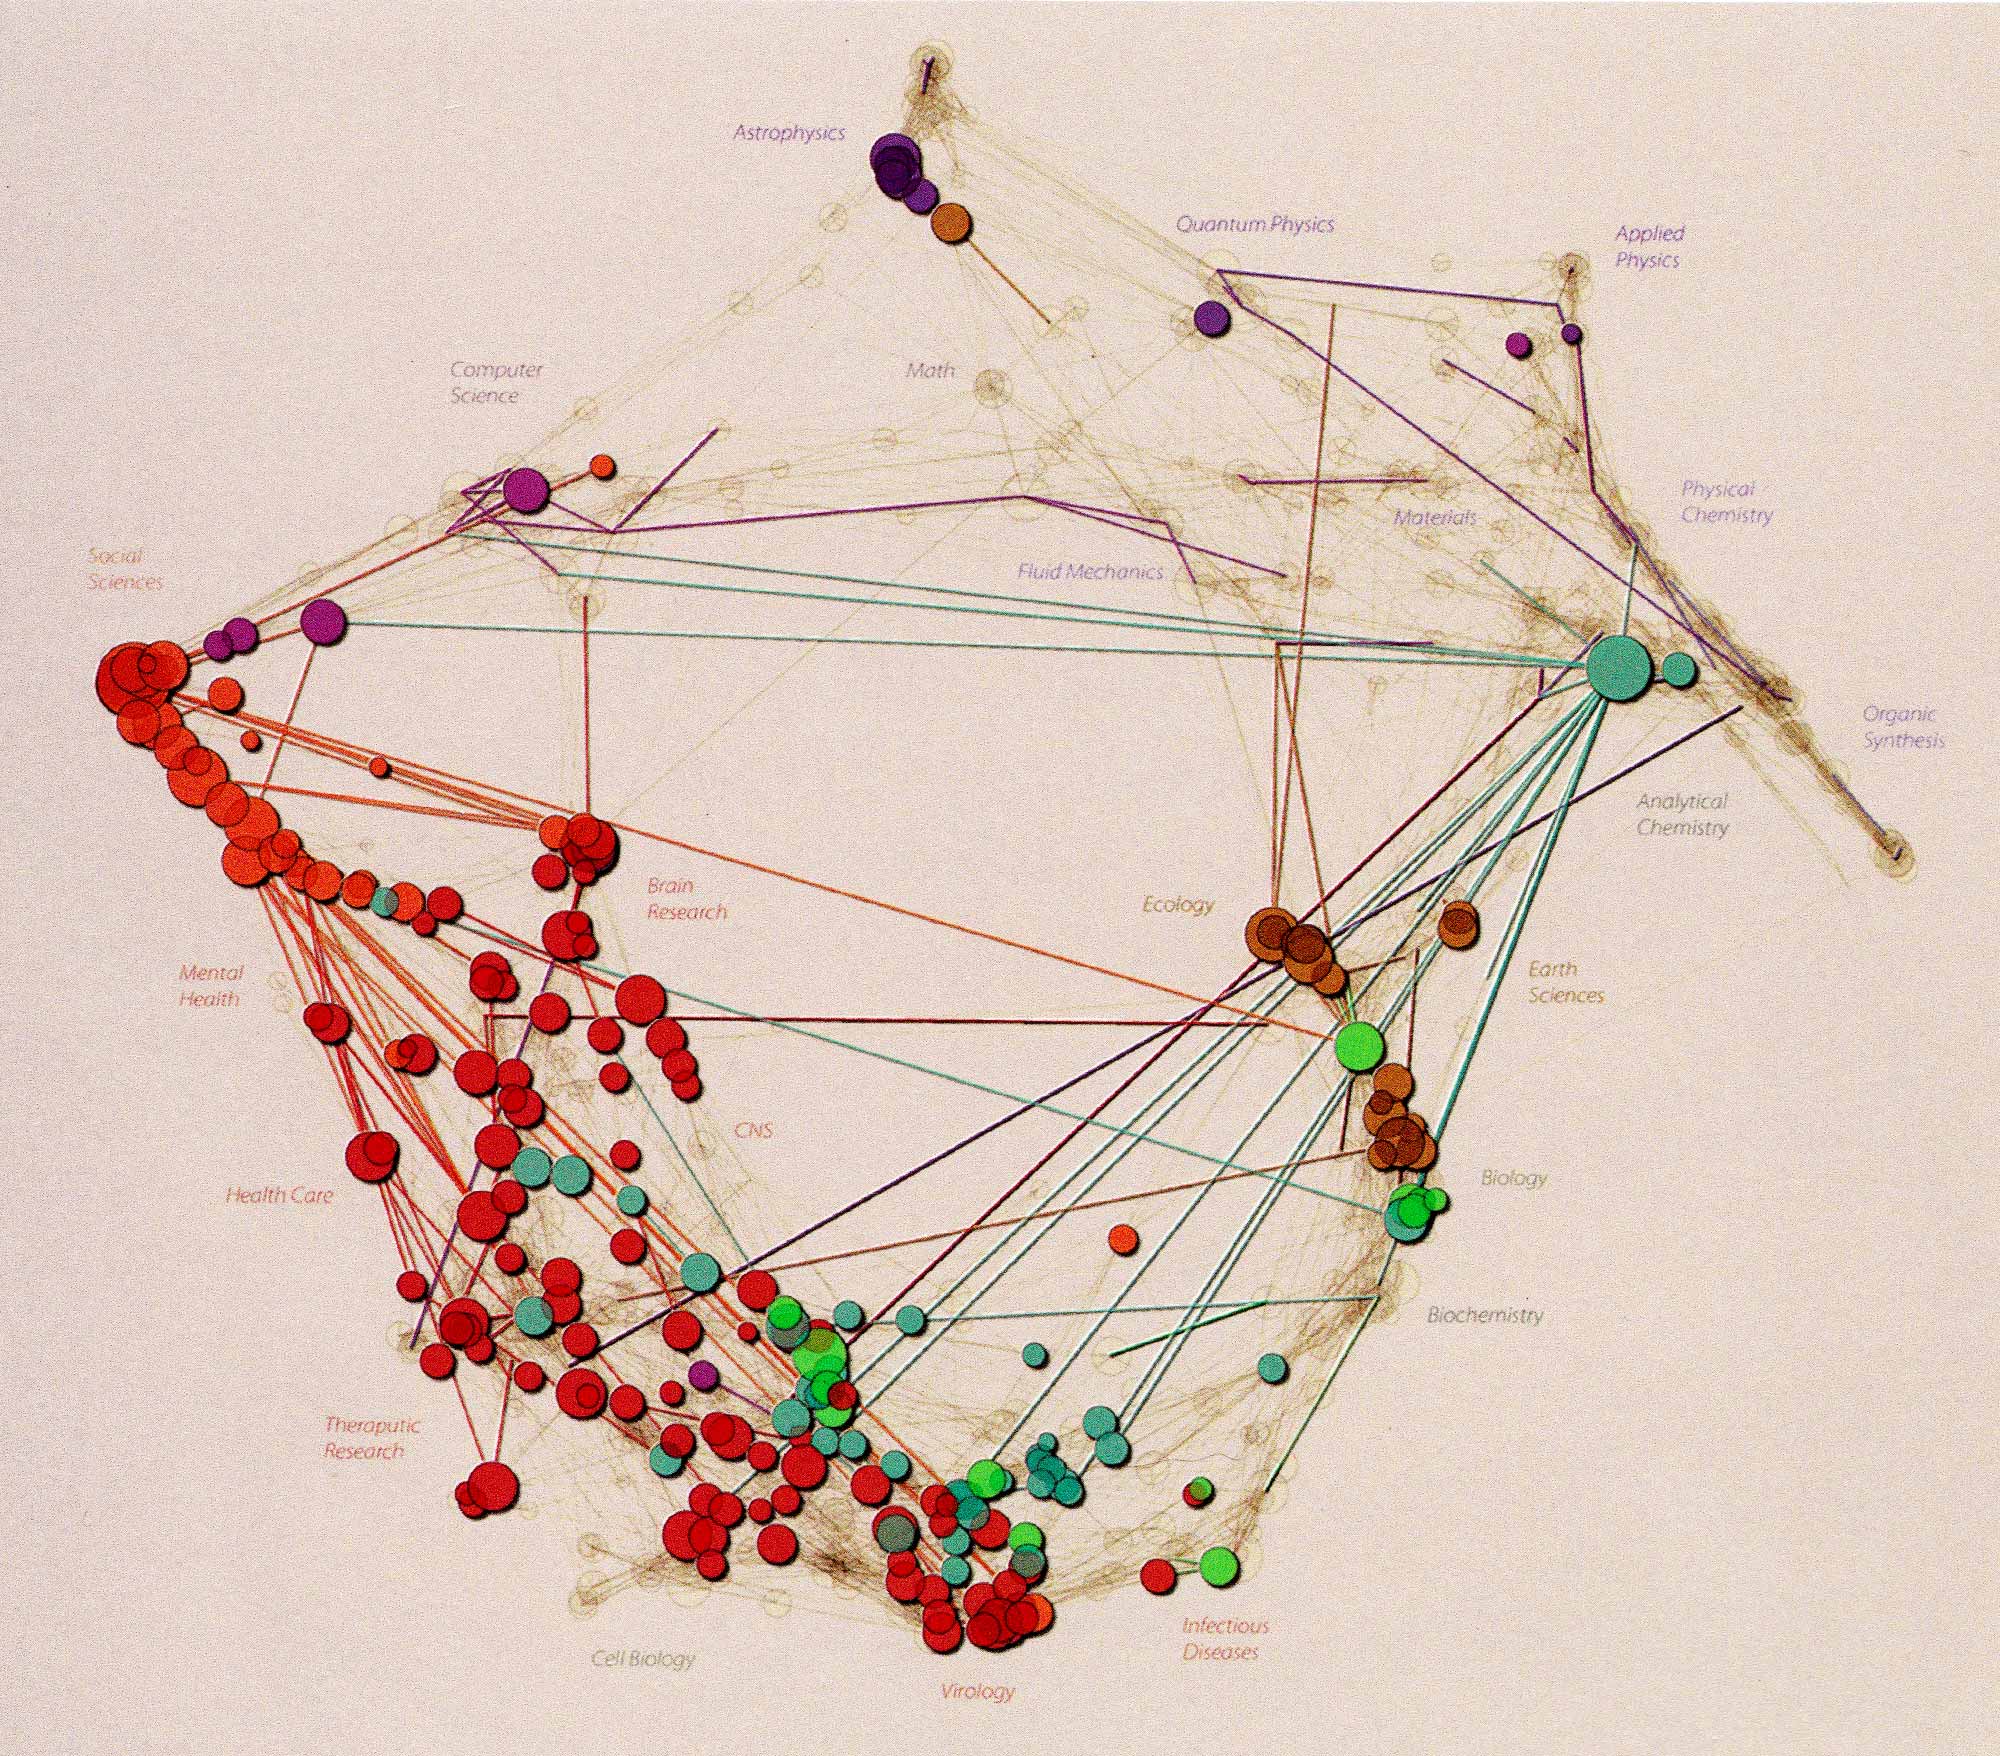 Astrophysics
Quantum Physics
Applied
Physics
Computer
Science
Math
Physical
Chemistry
Materials
Social
Sciences
Fluid Mechanics
Organic
Synthesis
Analytical
Chemistry
Brain
Research
Ecology
Mental
Health
Earth
Sciences
CNS
Biology
Health Care
Biochemistry
Theraputic
Research
Infectious
Diseases
Cell Biology
Virology